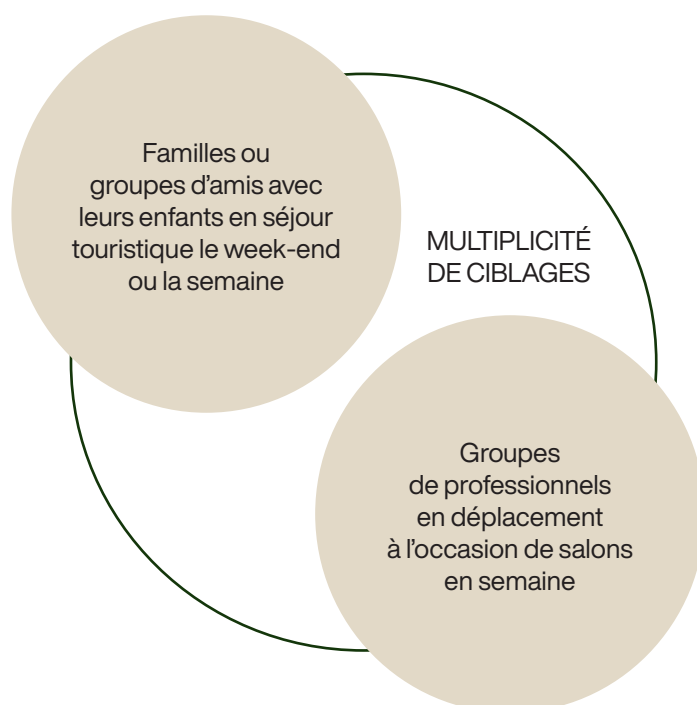 Familles ou
groupes d'amis avec
leurs enfants en séjour
touristique le week-end
ou la semaine
MULTIPLICITÉ
DE CIBLAGES
Groupes
de professionnels
en déplacement
à l'occasion de salons
en semaine